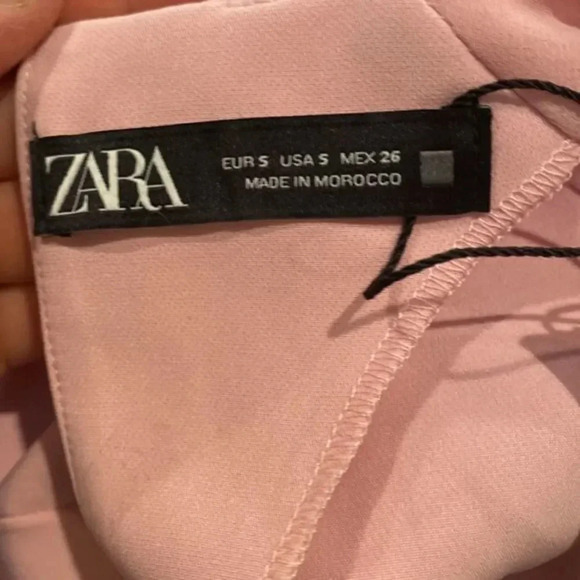 ZARA
EUR S USA S MEX 26
MADE IN MOROCCO